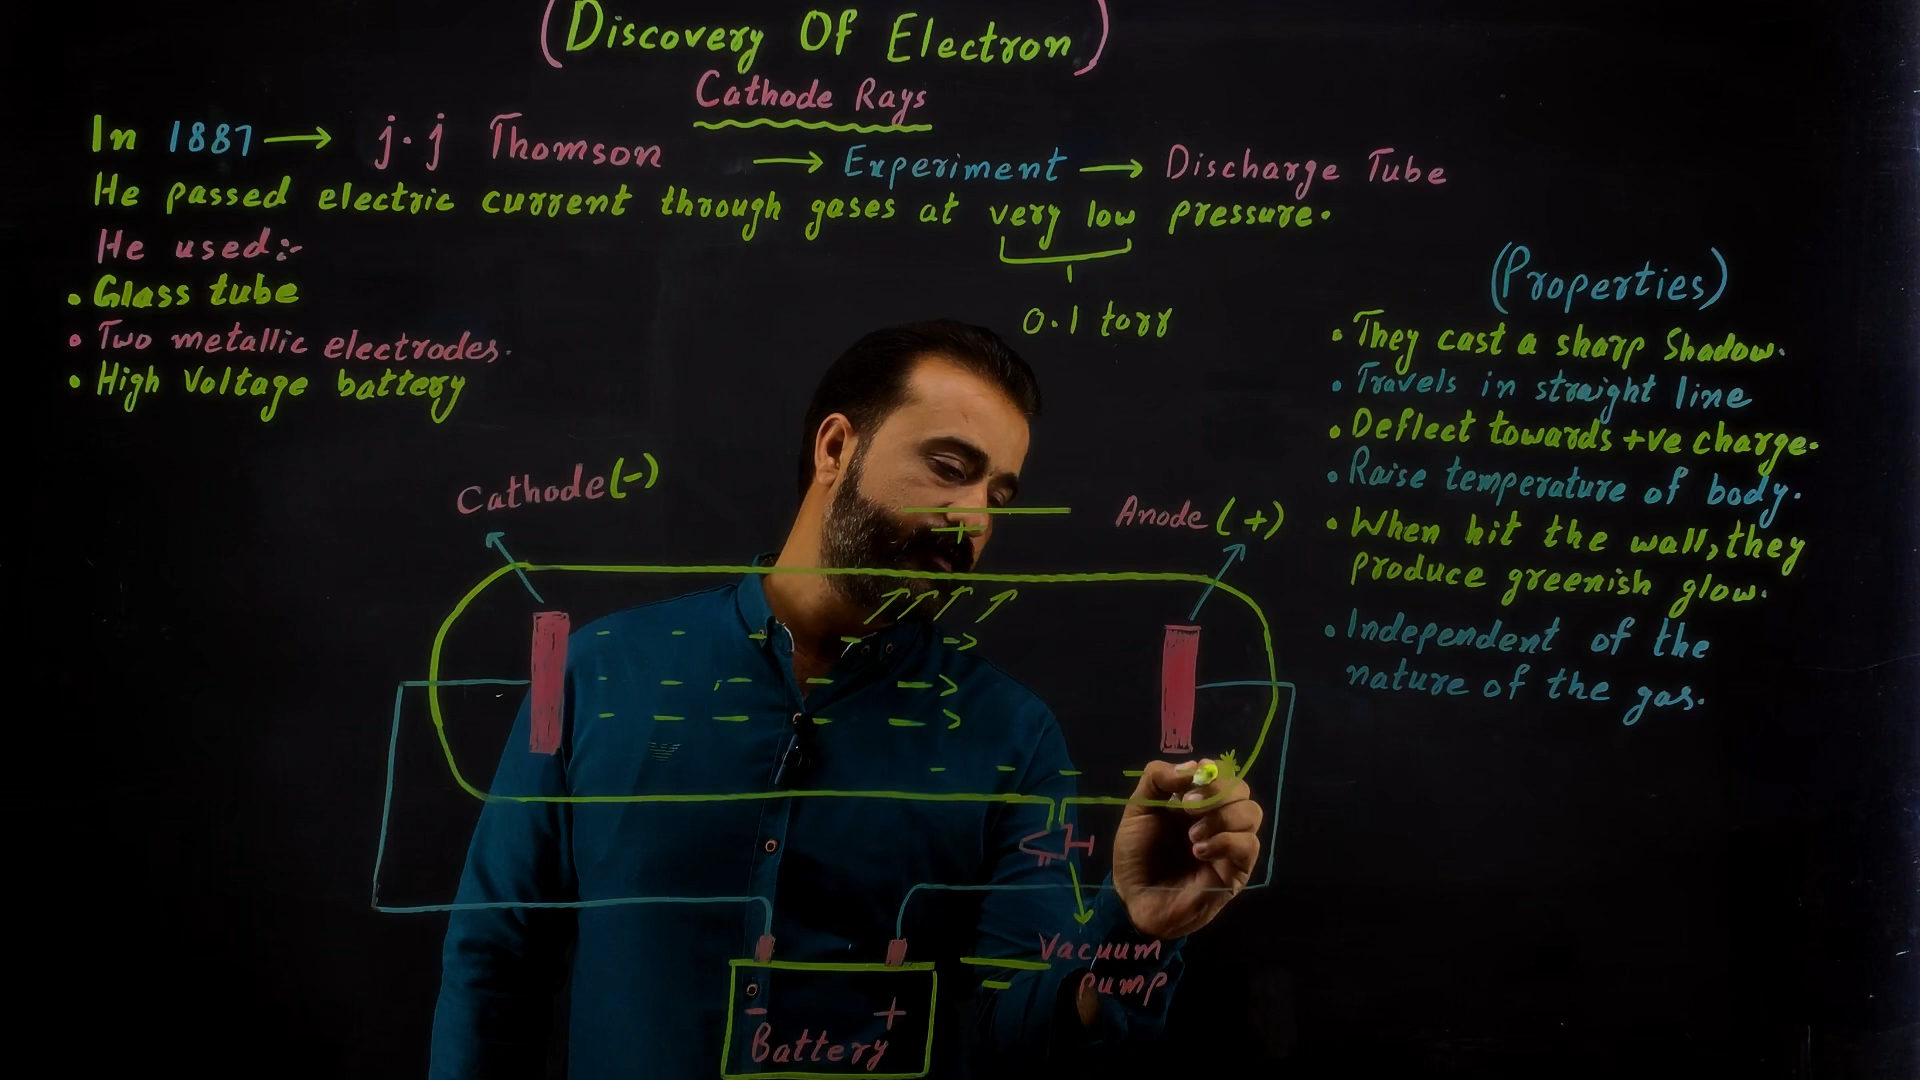 (Discovery Of Electron)
Cathode Rays
In 1887 → j.j Thomson → Experiment → Discharge Tube
He passed electric current through gases at very low pressure.
0.1 torr
He used:-
• Glass tube
• Two metallic electrodes.
• High Voltage battery
(Properties)
• They cast a sharp Shadow.
• Travels in straight line
• Deflect towards +ve charge.
• Raise temperature of body.
• When hit the wall, they
produce greenish glow.
• Independent of the
nature of the gas.
Cathode (-)
Anode (+)
+
Vacuum
pump
- +
Battery